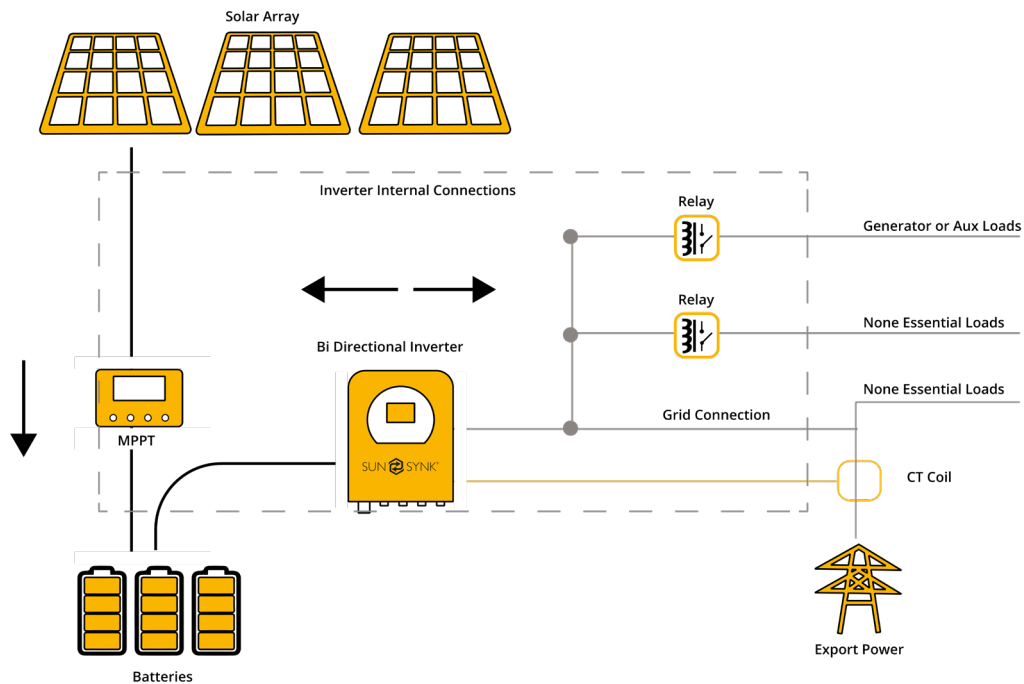 Solar Array
Inverter Internal Connections
Relay
Generator or Aux Loads
Relay
None Essential Loads
Bi Directional Inverter
None Essential Loads
Grid Connection
MPPT
SUN SYNK
CT Coil
Export Power
Batteries